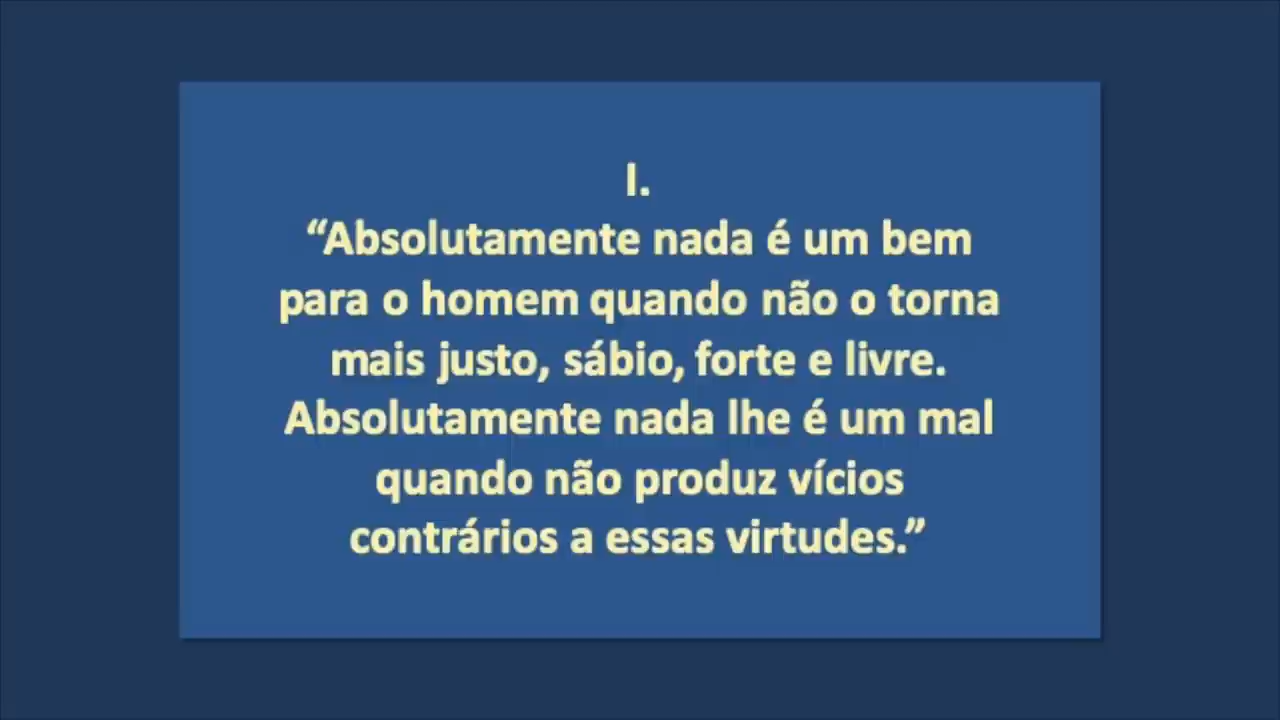 I.
“Absolutamente nada é um bem
para o homem quando não o torna
mais justo, sábio, forte e livre.
Absolutamente nada lhe é um mal
quando não produz vícios
contrários a essas virtudes.”